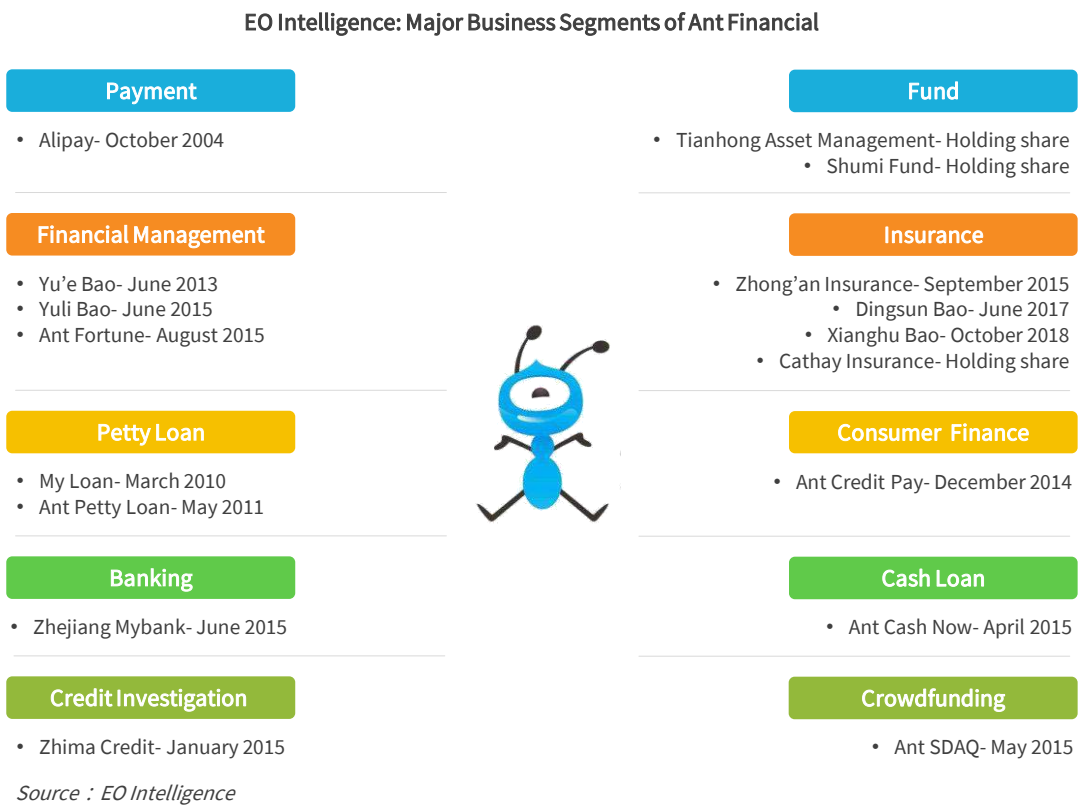 EO Intelligence: Major Business Segments of Ant Financial
Payment
• Alipay- October 2004
Fund
• Tianhong Asset Management- Holding share
• Shumi Fund- Holding share
Financial Management
• Yu’e Bao- June 2013
• Yuli Bao- June 2015
• Ant Fortune- August 2015
Insurance
• Zhong’an Insurance- September 2015
• Dingsun Bao- June 2017
• Xianghu Bao- October 2018
• Cathay Insurance- Holding share
Petty Loan
• My Loan- March 2010
• Ant Petty Loan- May 2011
Consumer Finance
• Ant Credit Pay- December 2014
Banking
• Zhejiang Mybank- June 2015
Cash Loan
• Ant Cash Now- April 2015
Credit Investigation
• Zhima Credit- January 2015
Crowdfunding
• Ant SDAQ- May 2015
Source：EO Intelligence